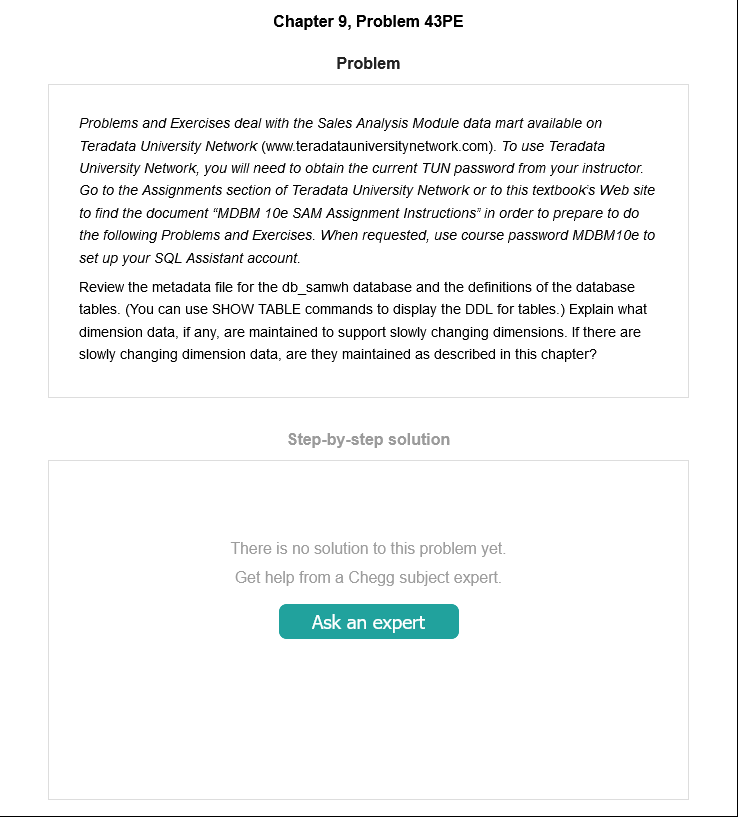 Chapter 9, Problem 43PE
Problem
Problems and Exercises deal with the Sales Analysis Module data mart available on
Teradata University Network (www.teradatauniversitynetwork.com). To use Teradata
University Network, you will need to obtain the current TUN password from your instructor.
Go to the Assignments section of Teradata University Network or to this textbook's Web site
to find the document “MDBM 10e SAM Assignment Instructions” in order to prepare to do
the following Problems and Exercises. When requested, use course password MDBM10e to
set up your SQL Assistant account.
Review the metadata file for the db_samwh database and the definitions of the database
tables. (You can use SHOW TABLE commands to display the DDL for tables.) Explain what
dimension data, if any, are maintained to support slowly changing dimensions. If there are
slowly changing dimension data, are they maintained as described in this chapter?
Step-by-step solution
There is no solution to this problem yet.
Get help from a Chegg subject expert.
Ask an expert